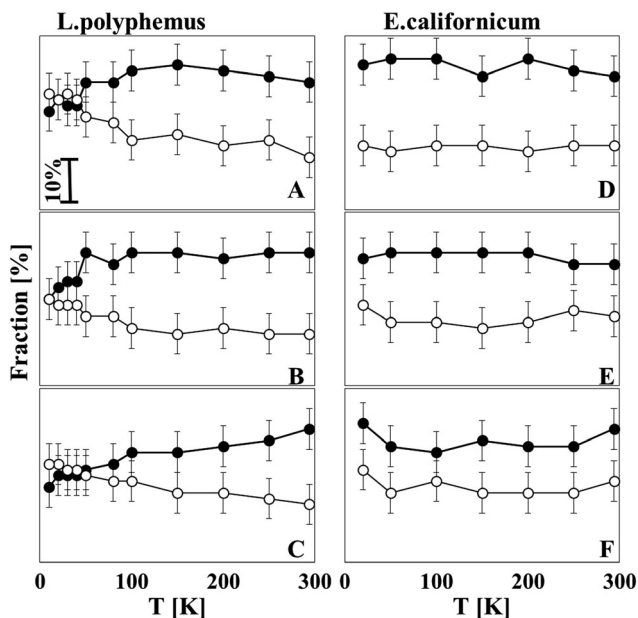 L.polyphemus
E.californicum
10%
A
D
Fraction [%]
B
E
C
F
0 100 200 300
0 100 200 300
T [K]
T [K]